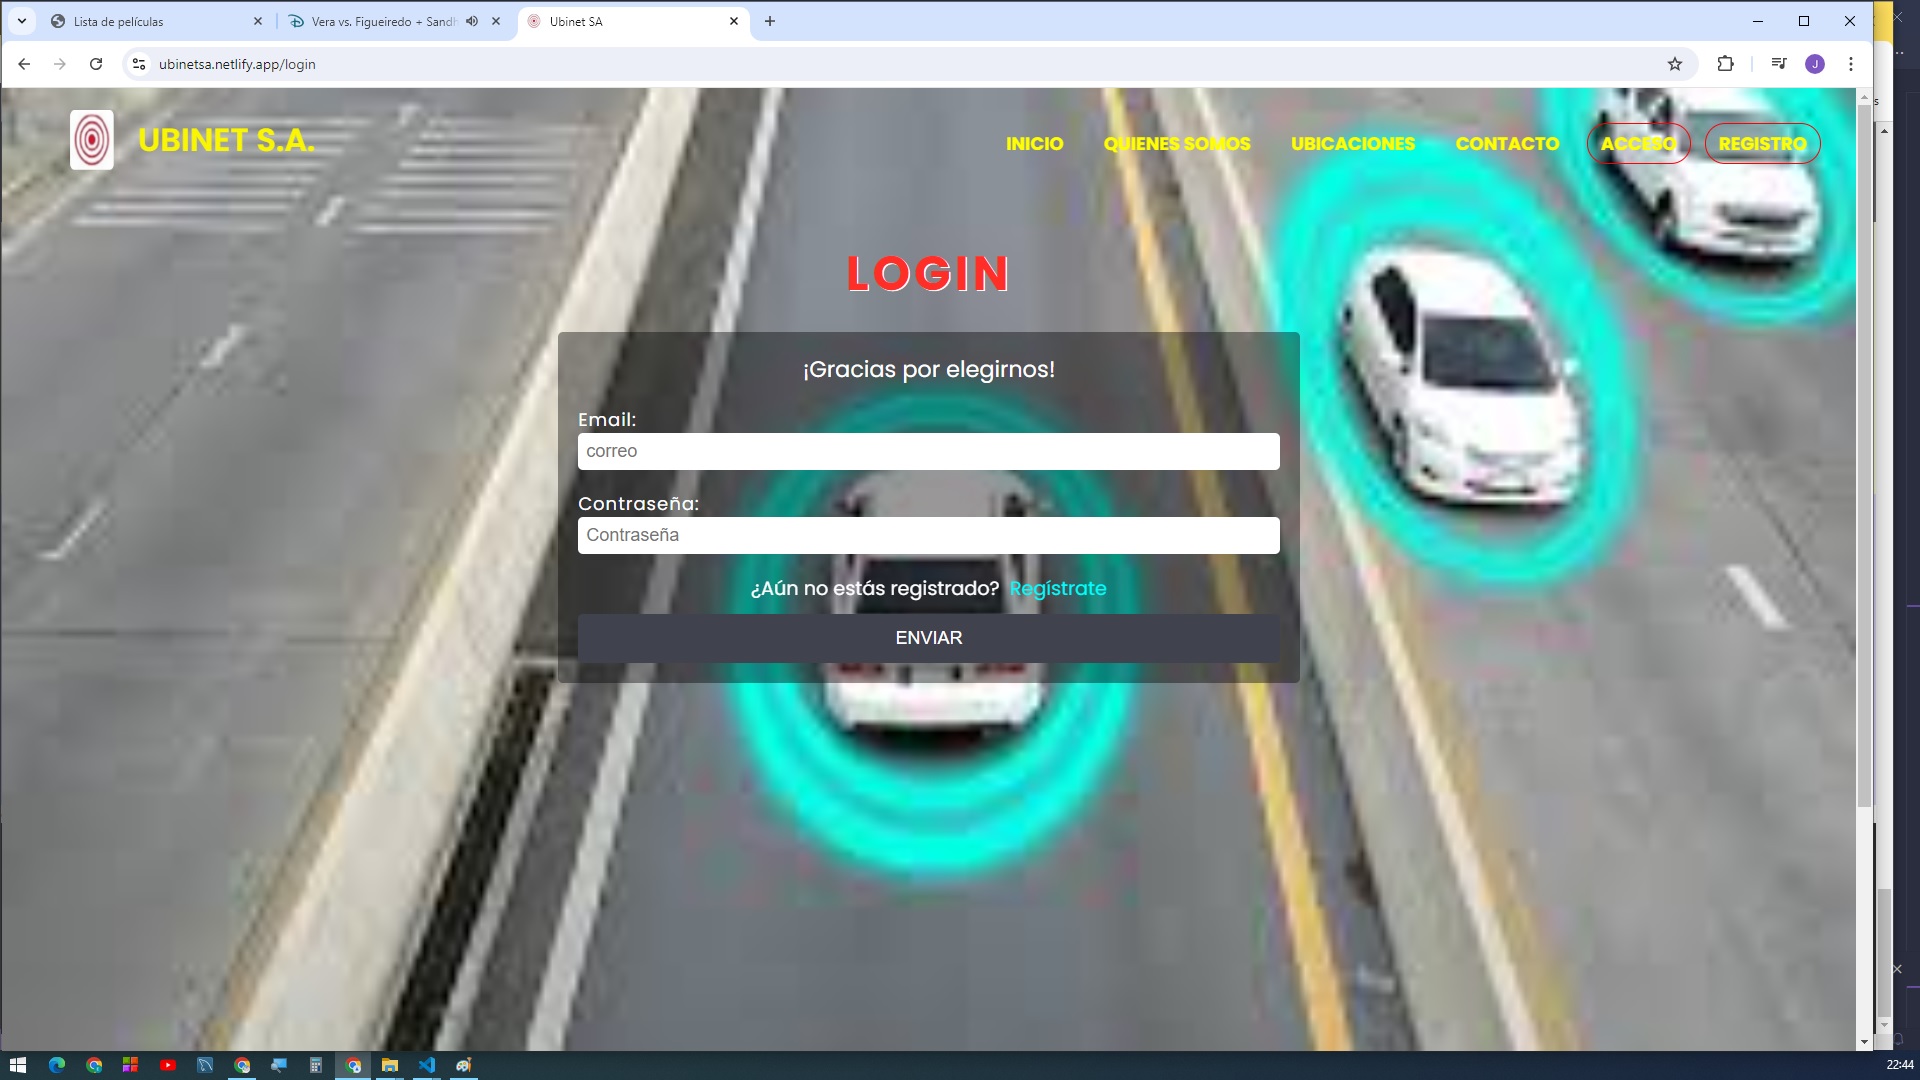 Lista de películas
Vera vs. Figueiredo + Sandh
Ubinet SA
ubinetsa.netlify.app/login
J
UBINET S.A.
INICIO
QUIENES SOMOS
UBICACIONES
CONTACTO
ACCESO
REGISTRO
LOGIN
¡Gracias por elegirnos!
Email:
correo
Contraseña:
Contraseña
¿Aún no estás registrado? Regístrate
ENVIAR
22:44